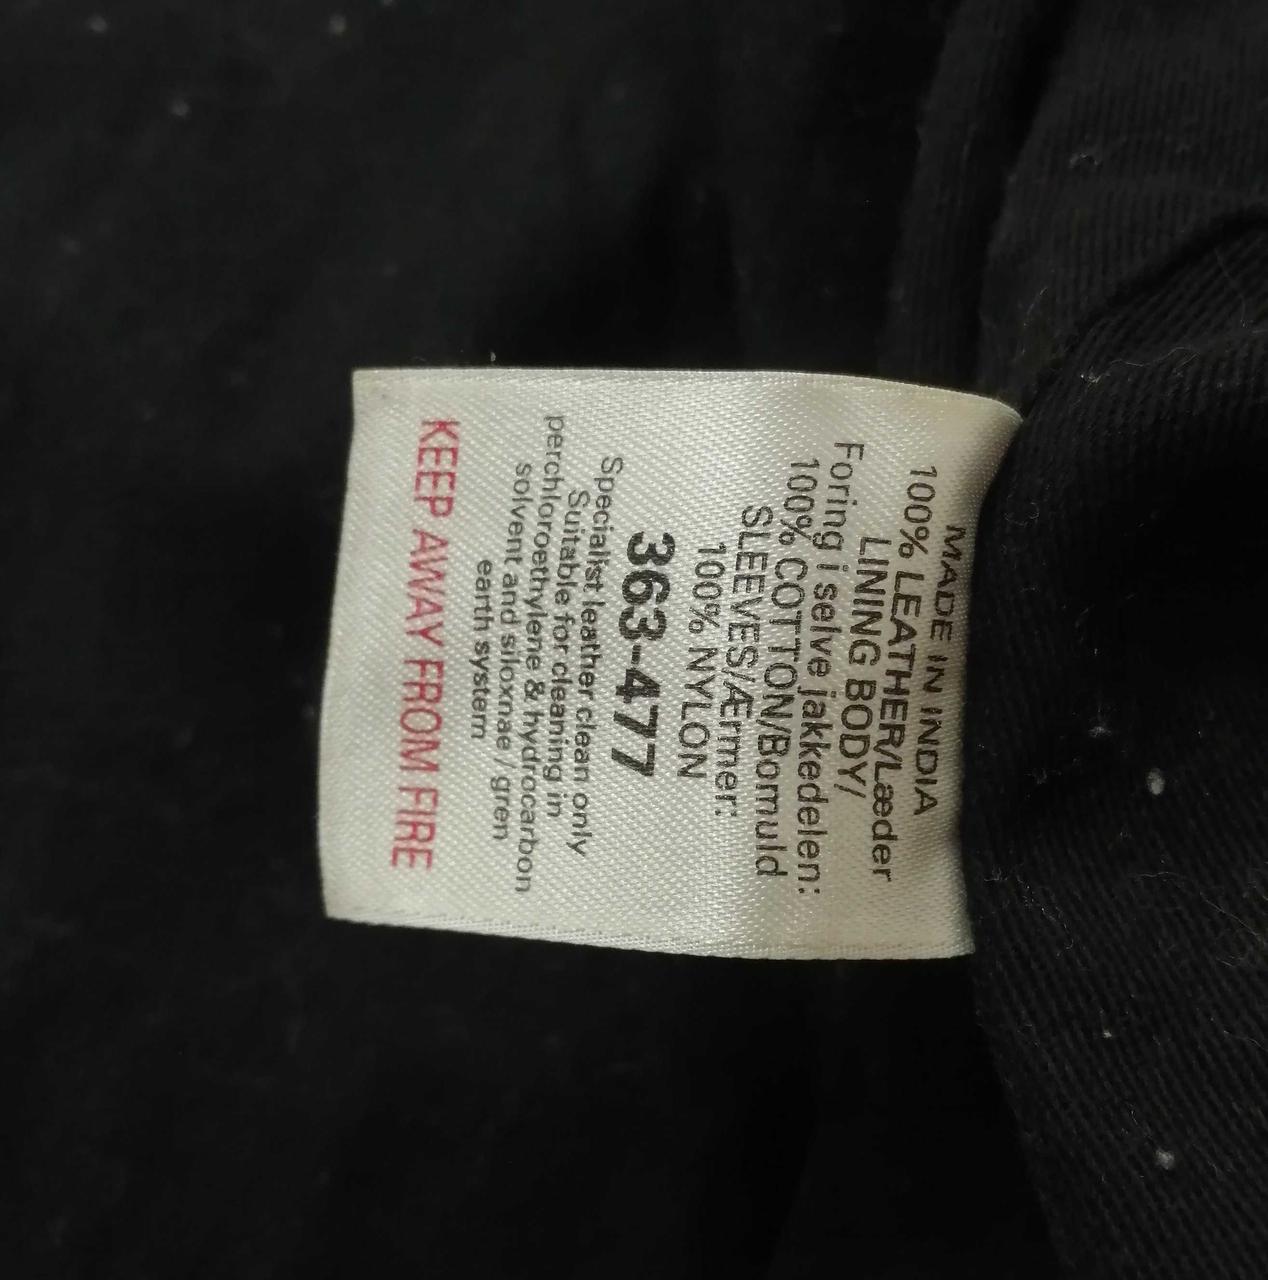 MADE IN INDIA
100% LEATHER/Læder
LINING BODY/
Foring i selve jakkedelen:
100% COTTON/Bomuld
SLEEVES/Ærmer:
100% NYLON
363-477
Specialist leather clean only
Suitable for cleaning in
perchloroethylene & hydrocarbon
solvent and siloxnae / gren
earth system
KEEP AWAY FROM FIRE